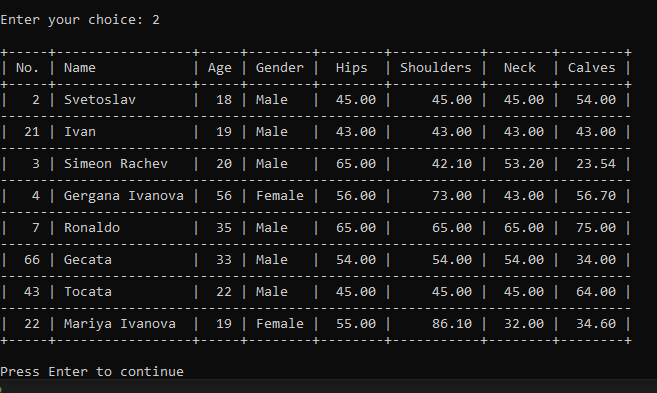 Enter your choice: 2
+-----+-----------------+-----+--------+--------+-----------+--------+--------+
| No. | Name            | Age | Gender |  Hips  | Shoulders |  Neck  | Calves |
+-----+-----------------+-----+--------+--------+-----------+--------+--------+
|   2 | Svetoslav       |  18 | Male   |  45.00 |     45.00 |  45.00 |  54.00 |
-------------------------------------------------------------------------------
|  21 | Ivan            |  19 | Male   |  43.00 |     43.00 |  43.00 |  43.00 |
-------------------------------------------------------------------------------
|   3 | Simeon Rachev   |  20 | Male   |  65.00 |     42.10 |  53.20 |  23.54 |
-------------------------------------------------------------------------------
|   4 | Gergana Ivanova |  56 | Female |  56.00 |     73.00 |  43.00 |  56.70 |
-------------------------------------------------------------------------------
|   7 | Ronaldo         |  35 | Male   |  65.00 |     65.00 |  65.00 |  75.00 |
-------------------------------------------------------------------------------
|  66 | Gecata          |  33 | Male   |  54.00 |     54.00 |  54.00 |  34.00 |
-------------------------------------------------------------------------------
|  43 | Tocata          |  22 | Male   |  45.00 |     45.00 |  45.00 |  64.00 |
-------------------------------------------------------------------------------
|  22 | Mariya Ivanova  |  19 | Female |  55.00 |     86.10 |  32.00 |  34.60 |
+-----+-----------------+-----+--------+--------+-----------+--------+--------+
Press Enter to continue